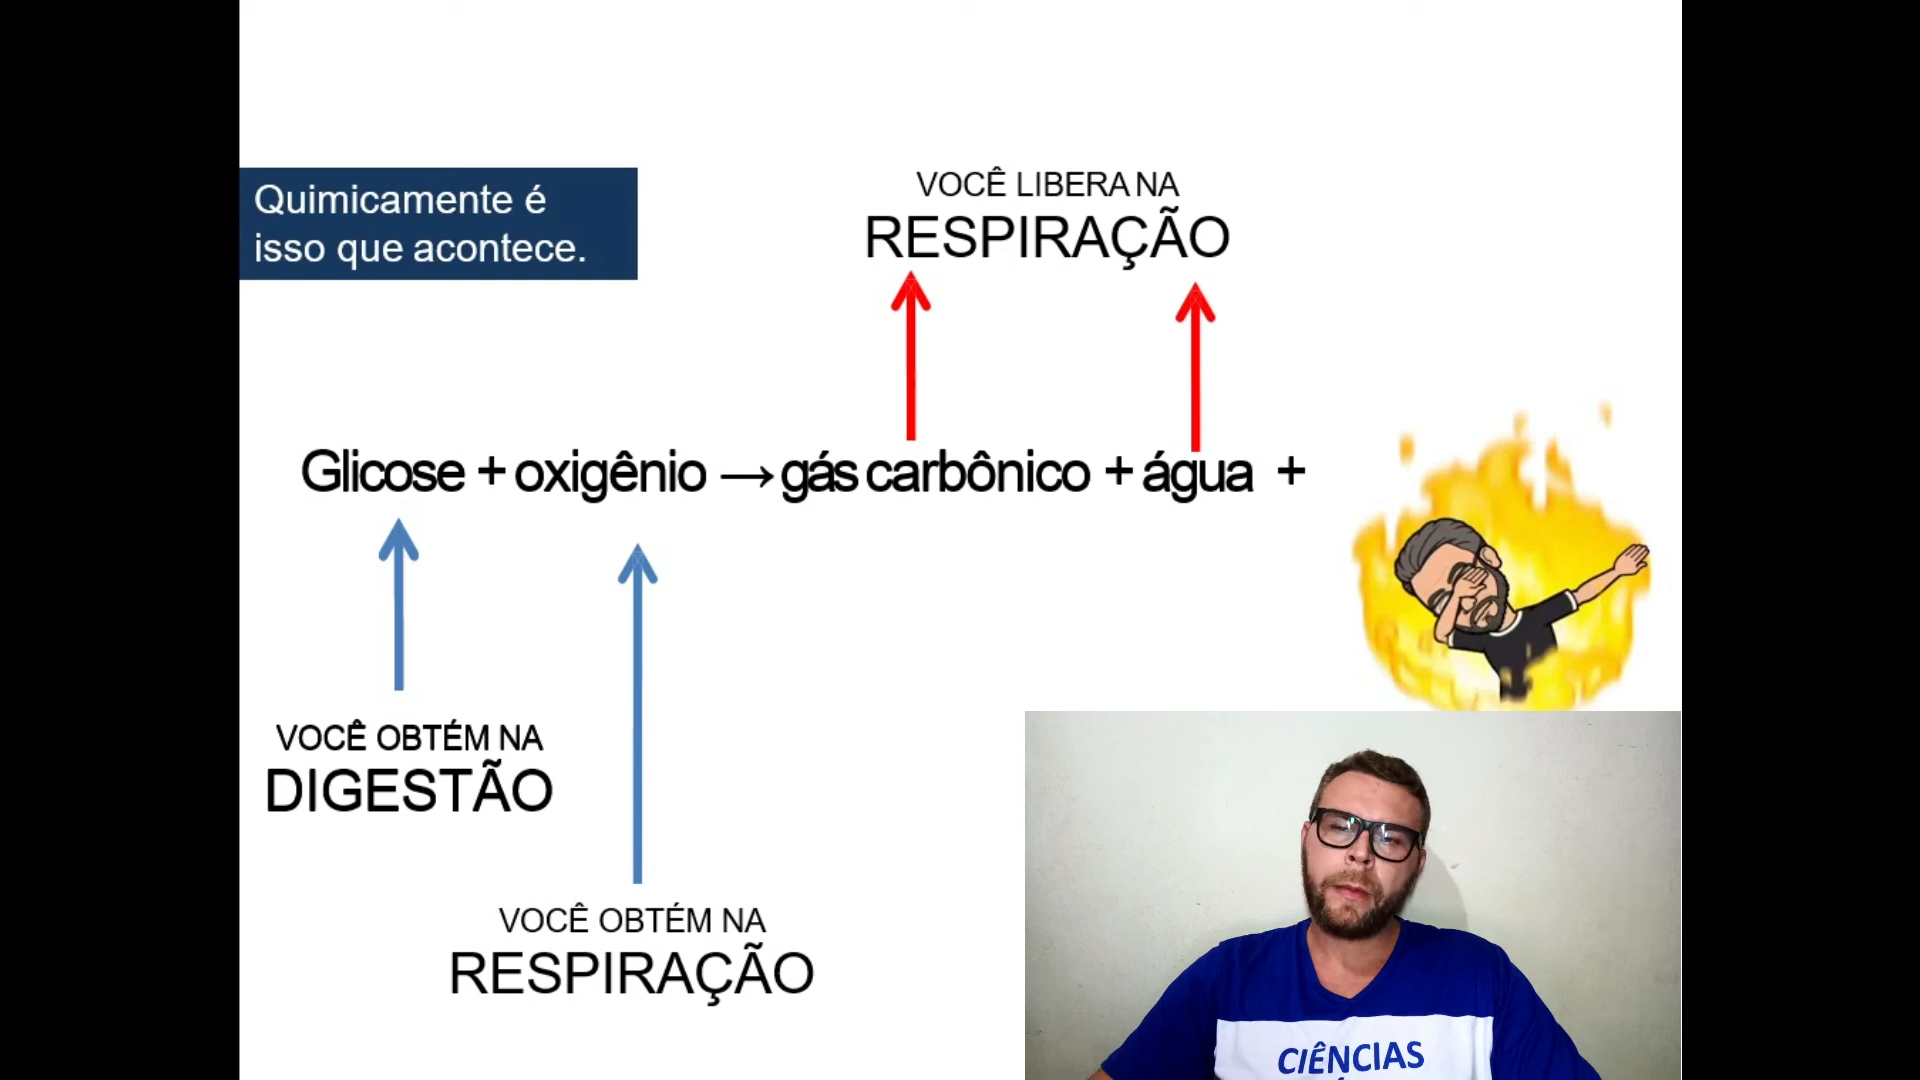 Quimicamente é
isso que acontece.
VOCÊ LIBERA NA
RESPIRAÇÃO
Glicose + oxigênio → gás carbônico + água +
VOCÊ OBTÉM NA
DIGESTÃO
VOCÊ OBTÉM NA
RESPIRAÇÃO
CIÊNCIAS